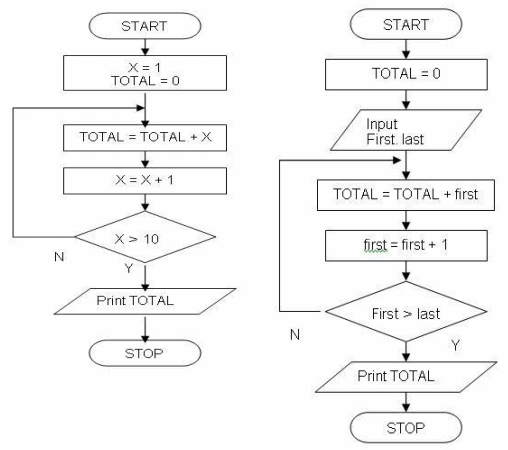 START
X = 1
TOTAL = 0
TOTAL = TOTAL + X
X = X + 1
X > 10
N
Y
Print TOTAL
STOP
START
TOTAL = 0
Input
First. last
TOTAL = TOTAL + first
first = first + 1
First > last
N
Y
Print TOTAL
STOP